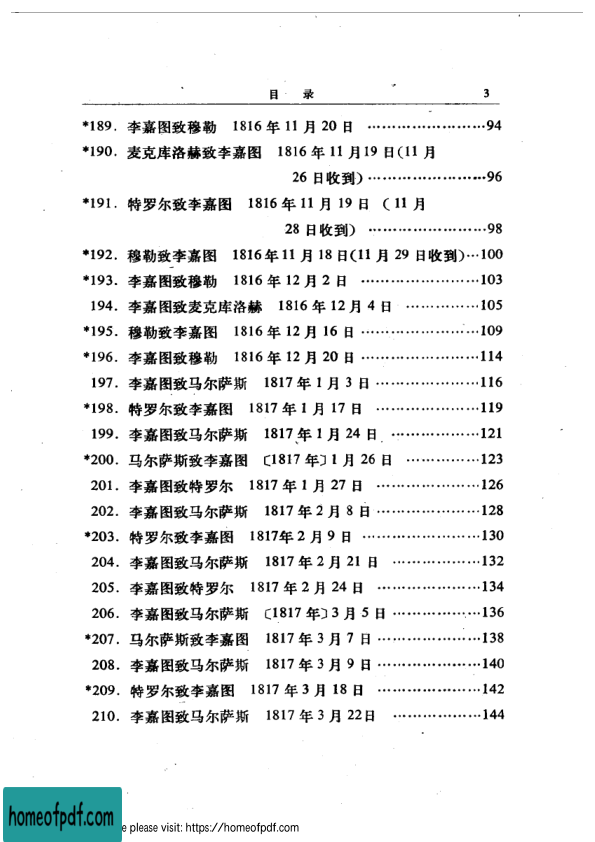 目录 3
*189. 李嘉图致穆勒 1816年11月20日 ……………………94
*190. 麦克库洛赫致李嘉图 1816年11月19日(11月
26日收到)……………………96
*191. 特罗尔致李嘉图 1816年11月19日 (11月
28日收到) ……………………98
*192. 穆勒致李嘉图 1816年11月18日(11月29日收到)…100
*193. 李嘉图致穆勒 1816年12月2日 ……………………103
194. 李嘉图致麦克库洛赫 1816年12月4日 ……………105
*195. 穆勒致李嘉图 1816年12月16日……………………109
*196. 李嘉图致穆勒 1816年12月20日……………………114
197. 李嘉图致马尔萨斯 1817年1月3日…………………116
*198. 特罗尔致李嘉图 1817年1月17日 …………………119
199. 李嘉图致马尔萨斯 1817年1月24日 ………………121
*200. 马尔萨斯致李嘉图 〔1817年〕1月26日 ……………123
201. 李嘉图致特罗尔 1817年1月27日 …………………126
202. 李嘉图致马尔萨斯 1817年2月8日…………………128
*203. 特罗尔致李嘉图 1817年2月9日 ……………………130
204. 李嘉图致马尔萨斯 1817年2月21日 ………………132
205. 李嘉图致特罗尔 1817年2月24日 …………………134
206. 李嘉图致马尔萨斯 〔1817年〕3月5日………………136
*207. 马尔萨斯致李嘉图 1817年3月7日…………………138
208. 李嘉图致马尔萨斯 1817年3月9日…………………140
*209. 特罗尔致李嘉图 1817年3月18日 …………………142
210. 李嘉图致马尔萨斯 1817年3月22日 ………………144
homeofpdf.com
e please visit: https://homeofpdf.com